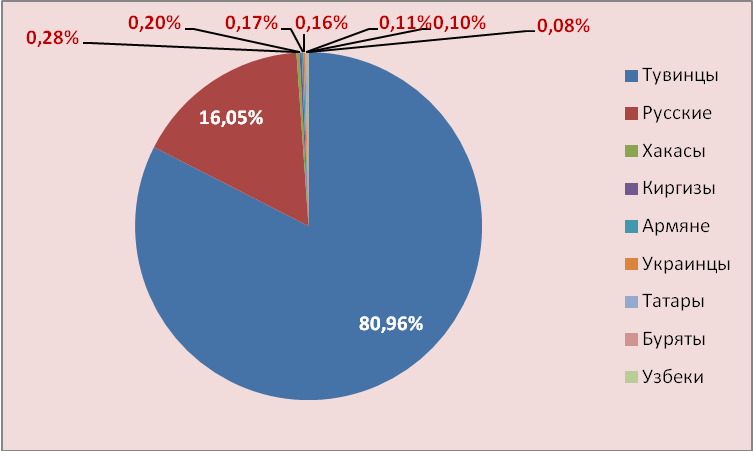 0,20%
0,17%
0,16%
0,11%
0,10%
0,08%
0,28%
16,05%
80,96%
Тувинцы
Русские
Хакасы
Киргизы
Армяне
Украинцы
Татары
Буряты
Узбеки